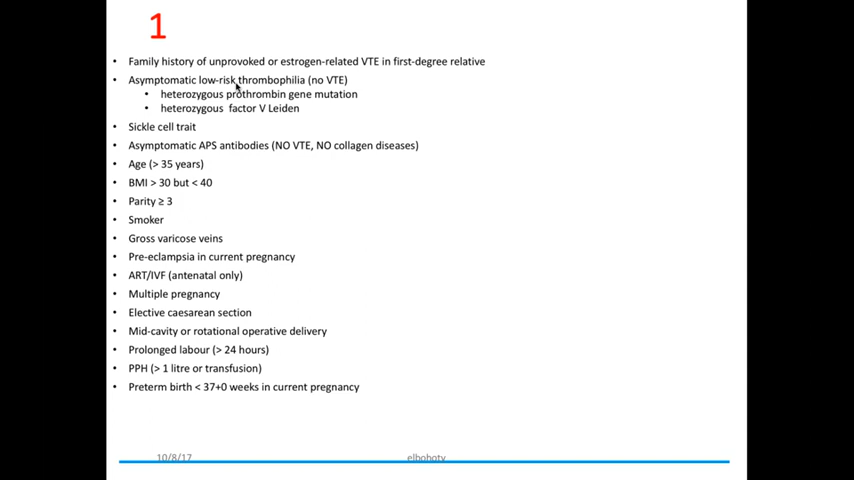 1
• Family history of unprovoked or estrogen-related VTE in first-degree relative
• Asymptomatic low-risk thrombophilia (no VTE)
• heterozygous prothrombin gene mutation
• heterozygous factor V Leiden
• Sickle cell trait
• Asymptomatic APS antibodies (NO VTE, NO collagen diseases)
• Age (> 35 years)
• BMI > 30 but < 40
• Parity ≥ 3
• Smoker
• Gross varicose veins
• Pre-eclampsia in current pregnancy
• ART/IVF (antenatal only)
• Multiple pregnancy
• Elective caesarean section
• Mid-cavity or rotational operative delivery
• Prolonged labour (> 24 hours)
• PPH (> 1 litre or transfusion)
• Preterm birth < 37+0 weeks in current pregnancy
10/8/17 elbohoty